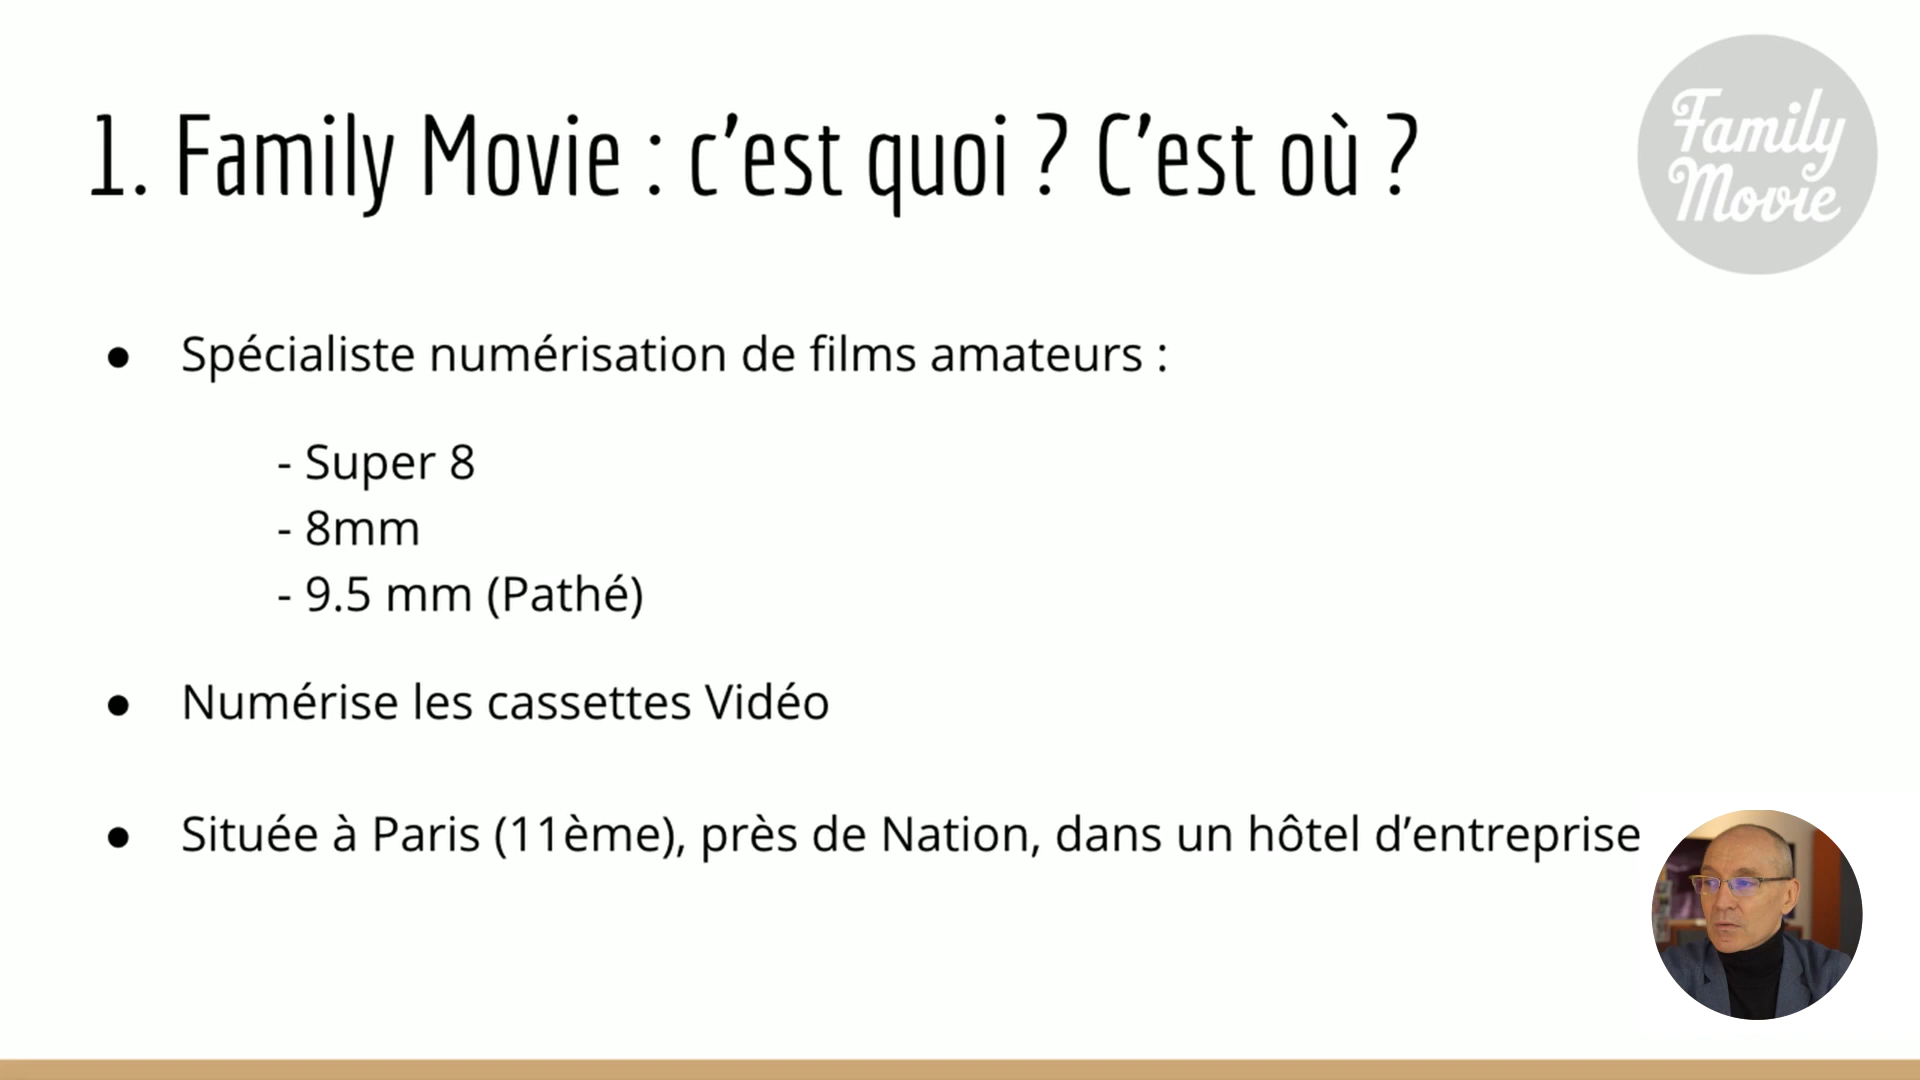 1. Family Movie : c’est quoi ? C’est où ?
Family
Movie
● Spécialiste numérisation de films amateurs :
- Super 8
- 8mm
- 9.5 mm (Pathé)
● Numérise les cassettes Vidéo
● Située à Paris (11ème), près de Nation, dans un hôtel d’entreprise